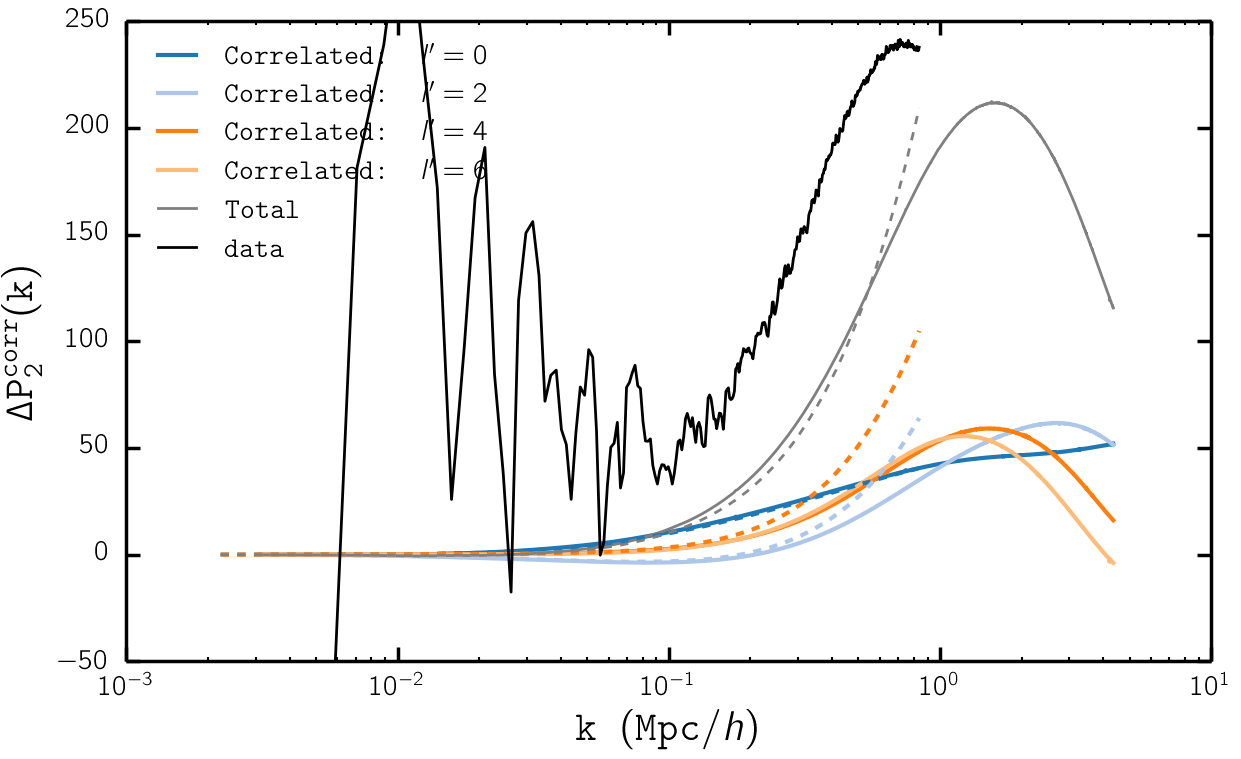 250
200
150
100
50
0
−50
ΔP₂ᶜᵒʳʳ(k)
Correlated: l′ = 0
Correlated: l′ = 2
Correlated: l′ = 4
Correlated: l′ = 6
Total
data
10⁻³ 10⁻² 10⁻¹ 10⁰ 10¹
k (Mpc/h)